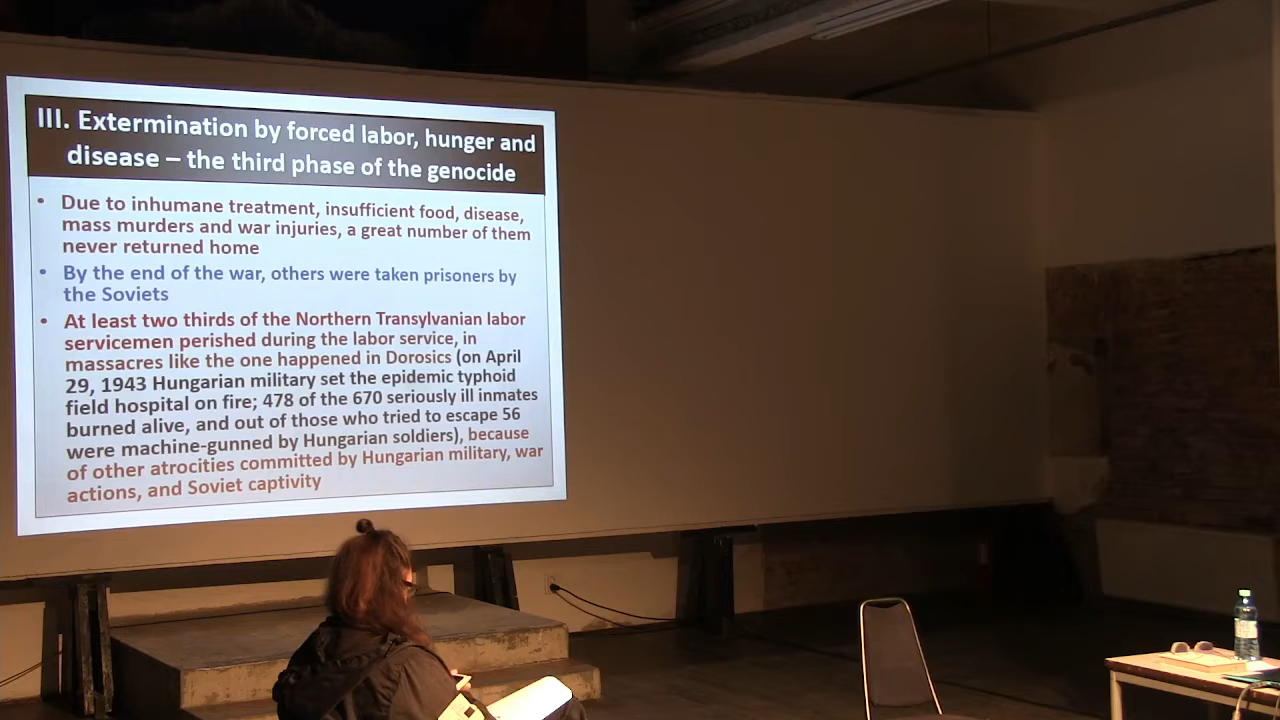 III. Extermination by forced labor, hunger and
disease – the third phase of the genocide
• Due to inhumane treatment, insufficient food, disease,
mass murders and war injuries, a great number of them
never returned home
• By the end of the war, others were taken prisoners by
the Soviets
• At least two thirds of the Northern Transylvanian labor
servicemen perished during the labor service, in
massacres like the one happened in Dorosics (on April
29, 1943 Hungarian military set the epidemic typhoid
field hospital on fire; 478 of the 670 seriously ill inmates
burned alive, and out of those who tried to escape 56
were machine-gunned by Hungarian soldiers), because
of other atrocities committed by Hungarian military, war
actions, and Soviet captivity